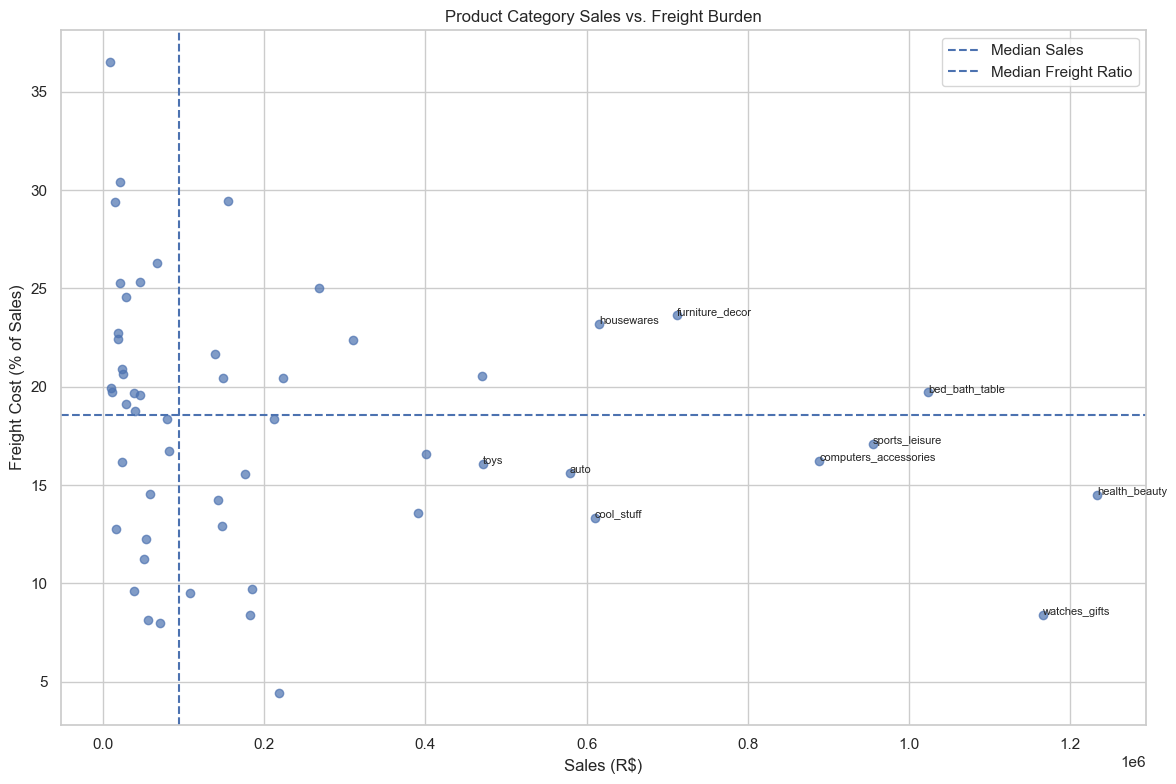 Product Category Sales vs. Freight Burden
Median Sales
Median Freight Ratio
Freight Cost (% of Sales)
35
30
25
20
15
10
5
furniture_decor
housewares
bed_bath_table
sports_leisure
computers_accessories
toys
auto
health_beauty
cool_stuff
watches_gifts
0.0 0.2 0.4 0.6 0.8 1.0 1.2
1e6
Sales (R$)